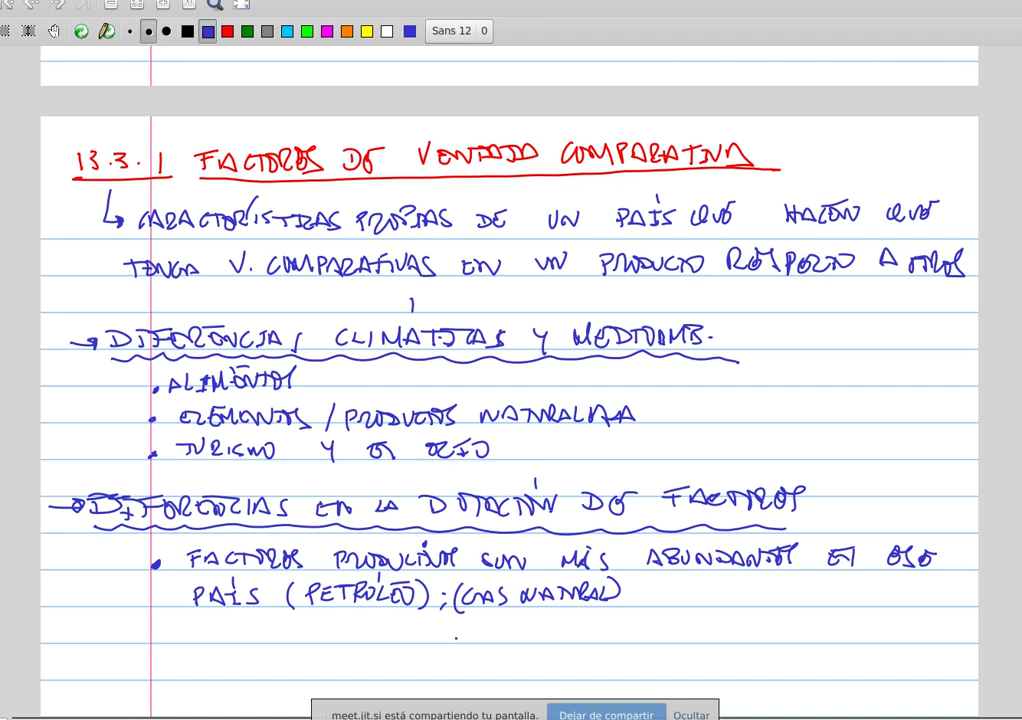 Sans 12 0
13.3.1 FACTORES DE VENTAJA COMPARATIVA
↳ CARACTERÍSTICAS PROPIAS DE UN PAÍS QUE HACEN QUE
TENGA V. COMPARATIVAS EN UN PRODUCTO RESPECTO A OTROS
→ DIFERENCIAS CLIMATICAS Y MEDIOAMB.
• ALIMENTOS
• ELEMENTOS / PRODUCTOS NATURALEZA
• TURISMO Y EL OCIO
→ DIFERENCIAS EN LA DOTACIÓN DE FACTORES
• FACTORES PRODUCTIVOS SON MÁS ABUNDANTES EN ESE
PAÍS (PETRÓLEO); (GAS NATURAL)
meet.jit.si está compartiendo tu pantalla. Dejar de compartir Ocultar